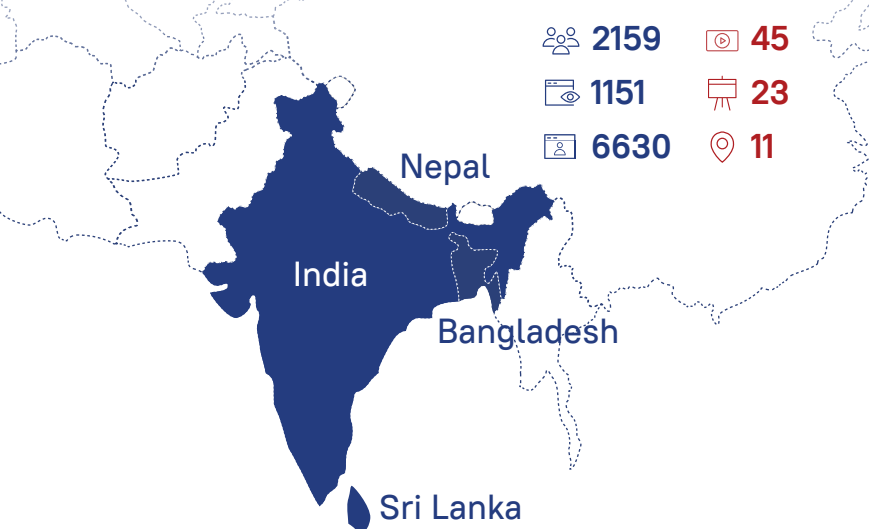 2159 45
1151 23
6630 11
Nepal
India
Bangladesh
Sri Lanka